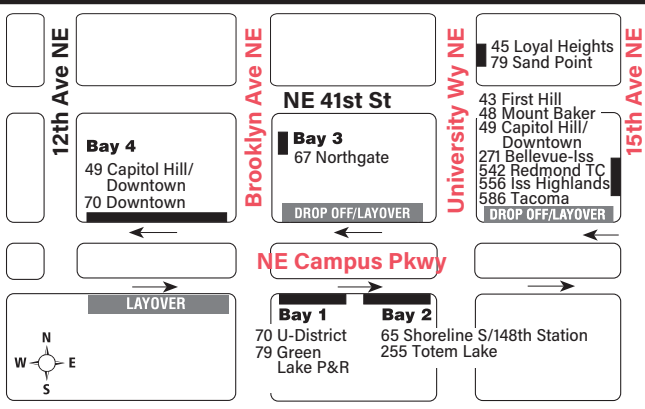 12th Ave NE
Brooklyn Ave NE
University Wy NE
15th Ave NE
45 Loyal Heights
79 Sand Point
NE 41st St
Bay 4
49 Capitol Hill/
Downtown
70 Downtown
Bay 3
67 Northgate
DROP OFF/LAYOVER
43 First Hill
48 Mount Baker
49 Capitol Hill/
Downtown
271 Bellevue-Iss
542 Redmond TC
556 Iss Highlands
586 Tacoma
DROP OFF/LAYOVER
NE Campus Pkwy
LAYOVER
Bay 1
70 U-District
79 Green
Lake P&R
Bay 2
65 Shoreline S/148th Station
255 Totem Lake
N
W E
S